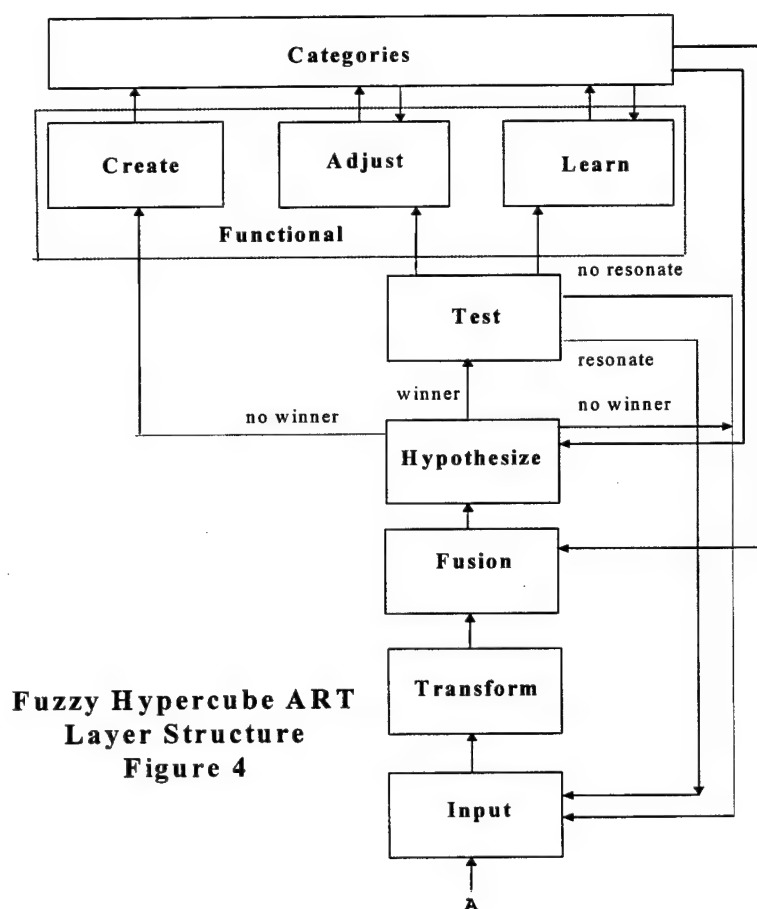 Categories
Create
Adjust
Learn
Functional
no resonate
Test
resonate
winner
no winner
no winner
Hypothesize
Fusion
Transform
Fuzzy Hypercube ART
Layer Structure
Figure 4
Input
A